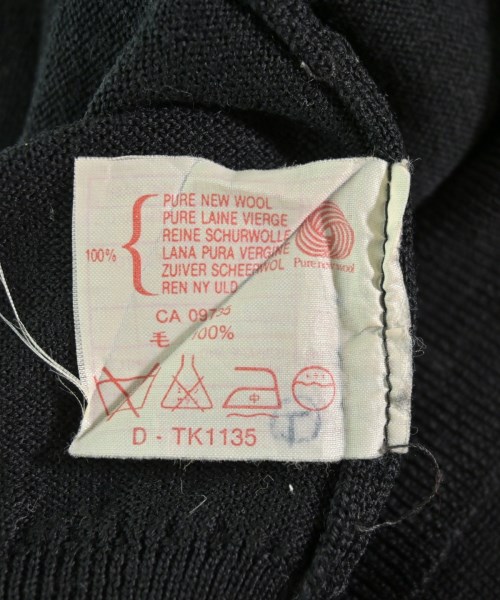 100%
PURE NEW WOOL
PURE LAINE VIERGE
REINE SCHURWOLLE
LANA PURA VERGINE
ZUIVER SCHEERWOL
REN NY ULD
Pure new wool
CA
毛 100%
D - TK1135